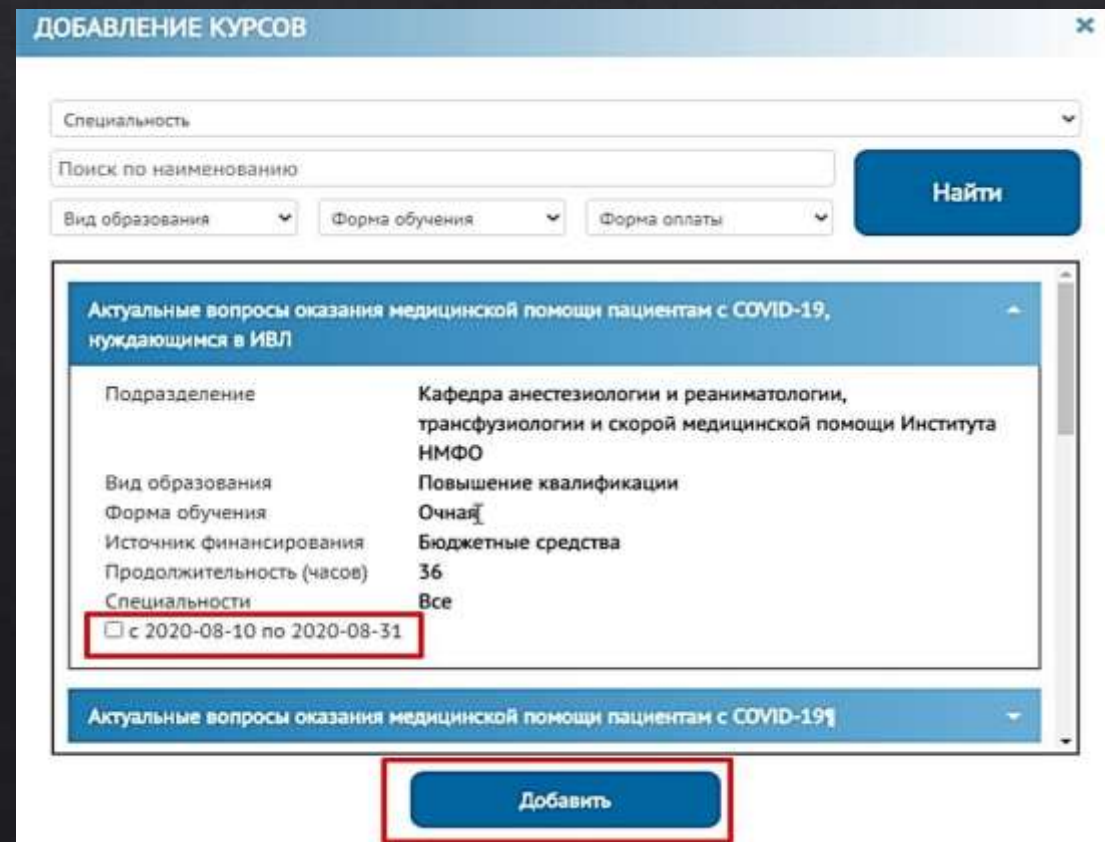 ДОБАВЛЕНИЕ КУРСОВ
Специальность
Поиск по наименованию
Найти
Вид образования Форма обучения Форма оплаты
Актуальные вопросы оказания медицинской помощи пациентам с COVID-19,
нуждающимся в ИВЛ
Подразделение Кафедра анестезиологии и реаниматологии,
трансфузиологии и скорой медицинской помощи Института
НМФО
Вид образования Повышение квалификации
Форма обучения Очная
Источник финансирования Бюджетные средства
Продолжительность (часов) 36
Специальности Все
с 2020-08-10 по 2020-08-31
Актуальные вопросы оказания медицинской помощи пациентам с COVID-19¶
Добавить